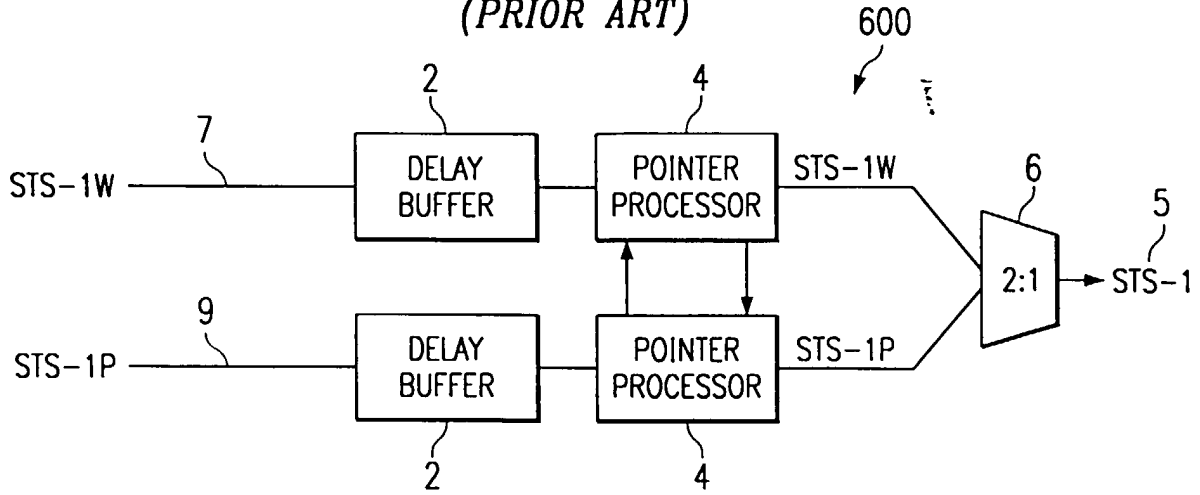 (PRIOR ART)
600
2
4
7
STS-1W
DELAY
BUFFER
POINTER
PROCESSOR
STS-1W
6
5
2:1
STS-1
9
STS-1P
DELAY
BUFFER
POINTER
PROCESSOR
STS-1P
2
4